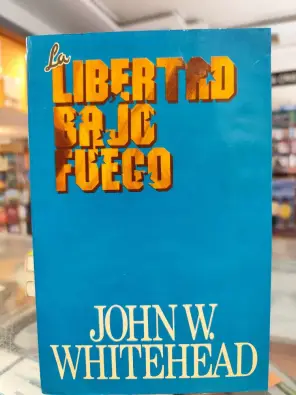 La
LIBERTAD
BAJO
FUEGO
JOHN W.
WHITEHEAD